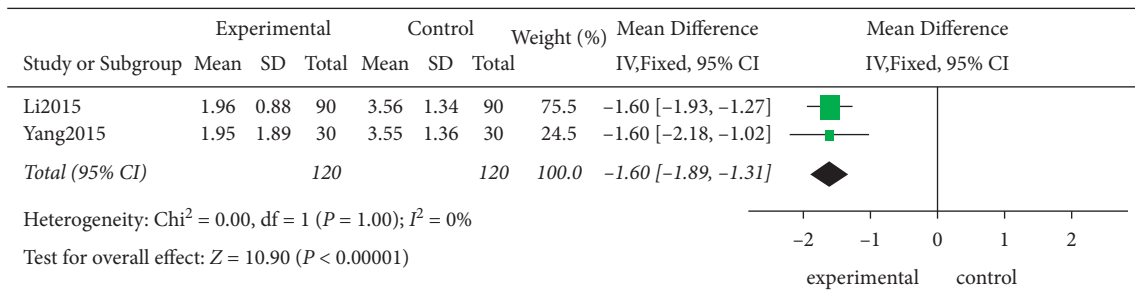 Experimental Control Weight (%) Mean Difference Mean Difference
Study or Subgroup Mean SD Total Mean SD Total IV,Fixed, 95% CI IV,Fixed, 95% CI
Li2015 1.96 0.88 90 3.56 1.34 90 75.5 –1.60 [–1.93, –1.27]
Yang2015 1.95 1.89 30 3.55 1.36 30 24.5 –1.60 [–2.18, –1.02]
Total (95% CI) 120 120 100.0 –1.60 [–1.89, –1.31]
Heterogeneity: Chi² = 0.00, df = 1 (P = 1.00); I² = 0%
Test for overall effect: Z = 10.90 (P < 0.00001)
–2 –1 0 1 2
experimental control